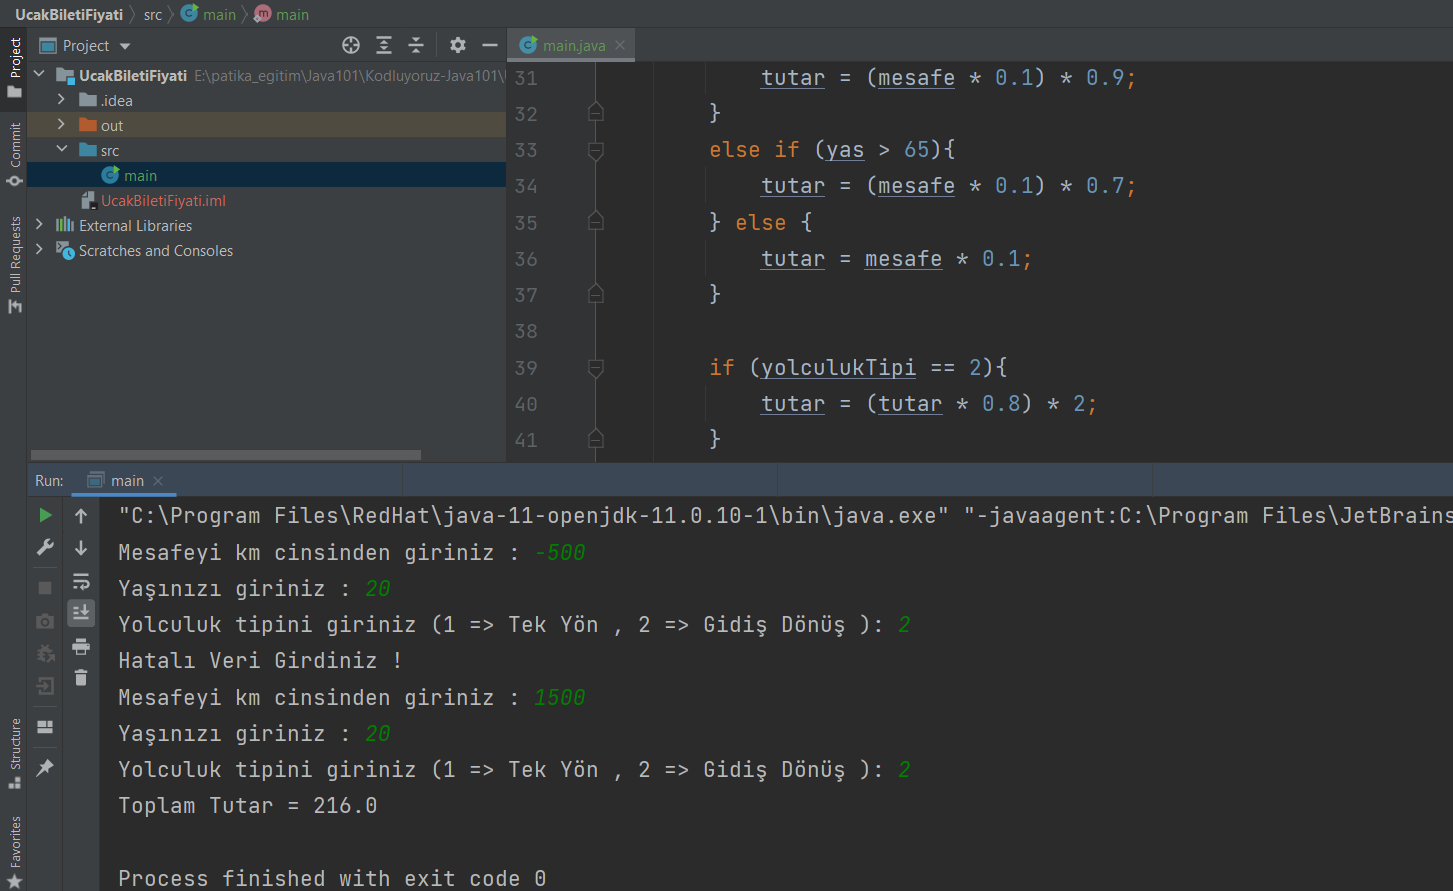 UcakBiletiFiyati src main main
Project
Commit
Pull Requests
Structure
Favorites
Project
UcakBiletiFiyati E:\patika_egitim\Java101\Kodluyoruz-Java101\
.idea
out
src
main
UcakBiletiFiyati.iml
External Libraries
Scratches and Consoles
main.java
31 tutar = (mesafe * 0.1) * 0.9;
32 }
33 else if (yas > 65){
34 tutar = (mesafe * 0.1) * 0.7;
35 } else {
36 tutar = mesafe * 0.1;
37 }
38
39 if (yolculukTipi == 2){
40 tutar = (tutar * 0.8) * 2;
41 }
Run: main
"C:\Program Files\RedHat\java-11-openjdk-11.0.10-1\bin\java.exe" "-javaagent:C:\Program Files\JetBrains
Mesafeyi km cinsinden giriniz : -500
Yaşınızı giriniz : 20
Yolculuk tipini giriniz (1 => Tek Yön , 2 => Gidiş Dönüş ): 2
Hatalı Veri Girdiniz !
Mesafeyi km cinsinden giriniz : 1500
Yaşınızı giriniz : 20
Yolculuk tipini giriniz (1 => Tek Yön , 2 => Gidiş Dönüş ): 2
Toplam Tutar = 216.0
Process finished with exit code 0